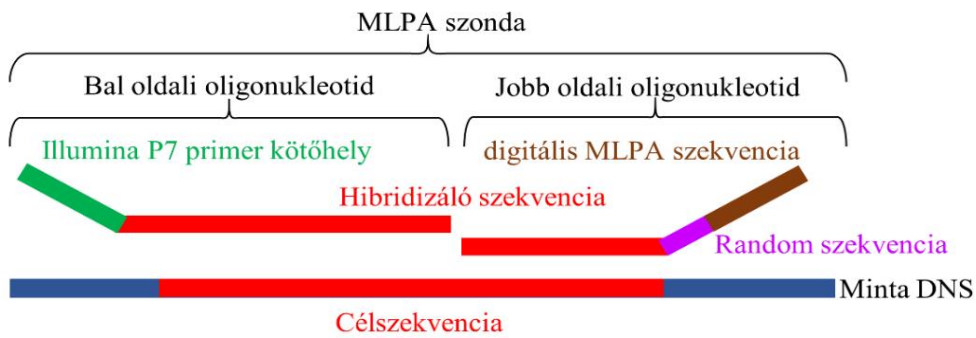 MLPA szonda
Bal oldali oligonukleotid
Jobb oldali oligonukleotid
Illumina P7 primer kötőhely
digitális MLPA szekvencia
Hibridizáló szekvencia
Random szekvencia
Minta DNS
Célszekvencia